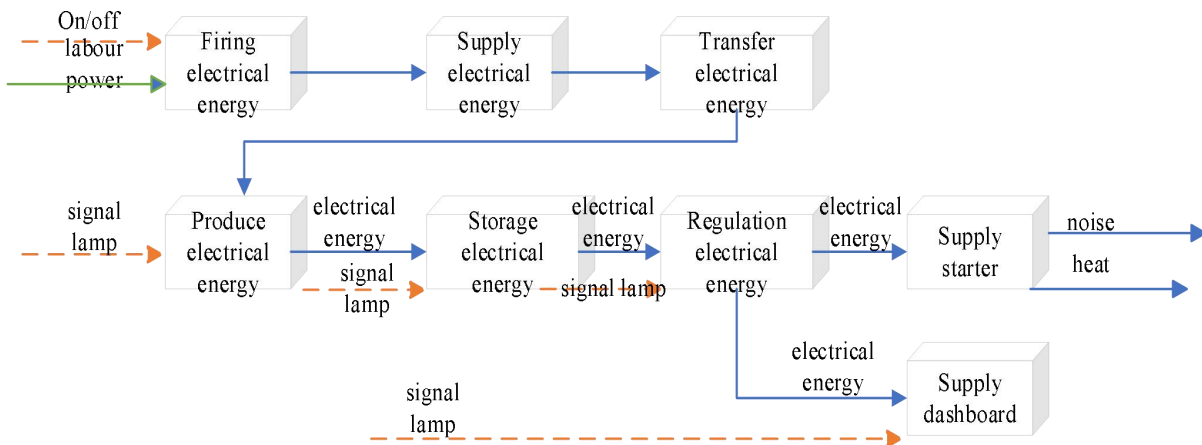 On/off
labour
power
Firing
electrical
energy
Supply
electrical
energy
Transfer
electrical
energy
signal
lamp
Produce
electrical
energy
electrical
energy
signal
lamp
Storage
electrical
energy
electrical
energy
signal lamp
Regulation
electrical
energy
electrical
energy
Supply
starter
noise
heat
electrical
energy
signal
lamp
Supply
dashboard